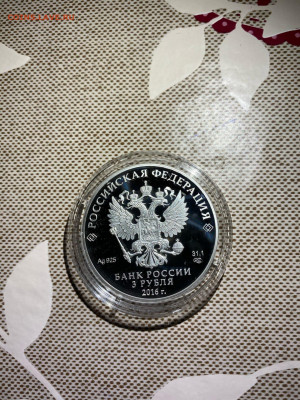 РОССИЙСКАЯ ФЕДЕРАЦИЯ
Ag 925
31,1
БАНК РОССИИ
3 РУБЛЯ
2016 г.